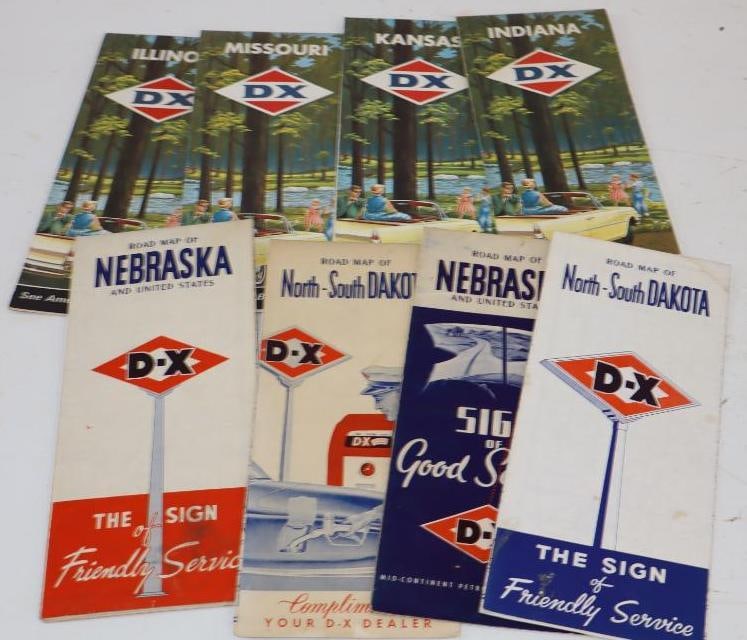 ILLINO
DX
MISSOURI
DX
KANSAS
DX
INDIANA
DX
See Ame
ROAD MAP OF
NEBRASKA
AND UNITED STATES
D-X
THE SIGN
of
Friendly Servic
ROAD MAP OF
North-South DAKOT
D-X
DX
Complim
YOUR D-X DEALER
ROAD MAP OF
NEBRAS
AND UNITED STA
SIG
OF
Good S
D-X
MID-CONTINENT PETR
ROAD MAP OF
North-South DAKOTA
D-X
THE SIGN
of
Friendly Service